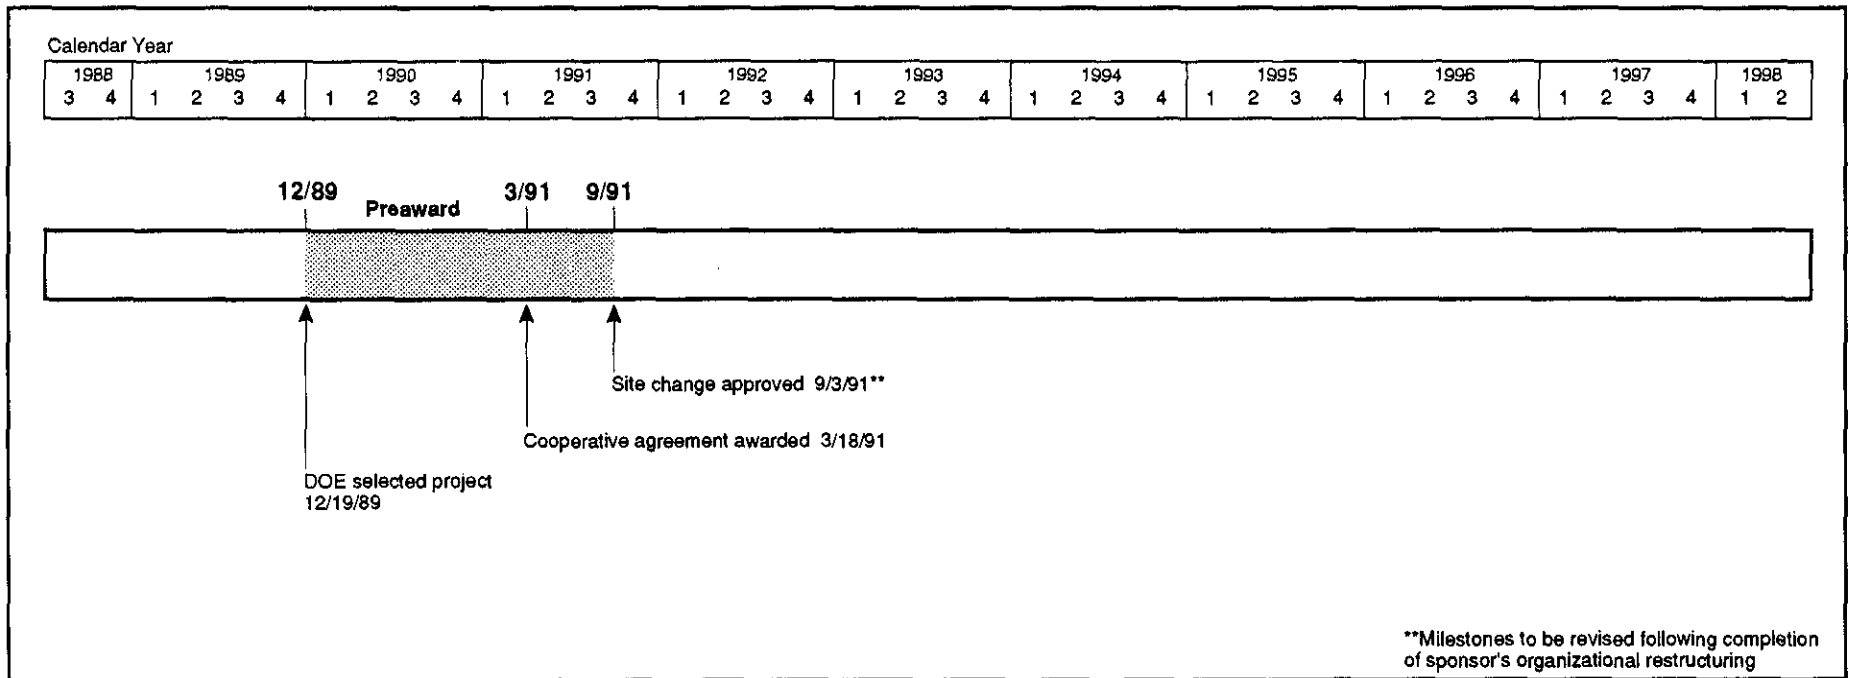 Calendar Year
1988 1989 1990 1991 1992 1993 1994 1995 1996 1997 1998
3 4 1 2 3 4 1 2 3 4 1 2 3 4 1 2 3 4 1 2 3 4 1 2 3 4 1 2 3 4 1 2 3 4 1 2 3 4 1 2
12/89 3/91 9/91
Preaward
Site change approved 9/3/91**
Cooperative agreement awarded 3/18/91
DOE selected project
12/19/89
**Milestones to be revised following completion
of sponsor's organizational restructuring